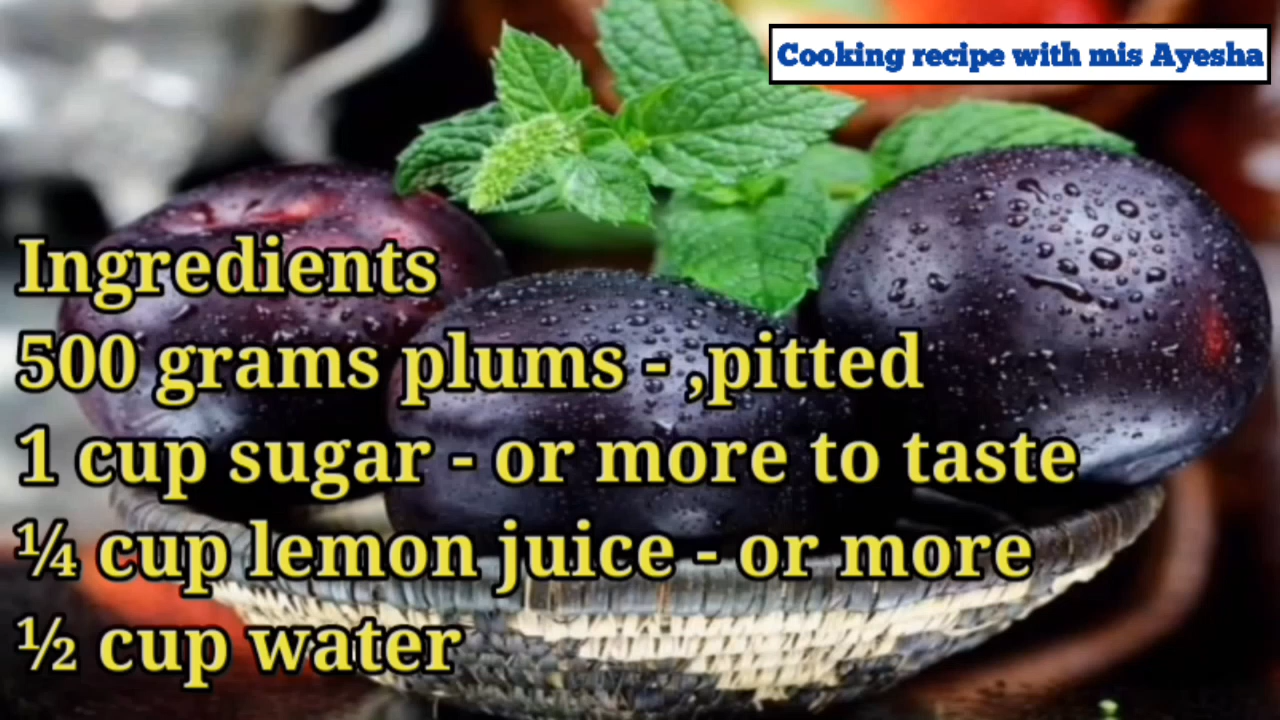 Cooking recipe with mis Ayesha
Ingredients
500 grams plums - ,pitted
1 cup sugar - or more to taste
¼ cup lemon juice - or more
½ cup water